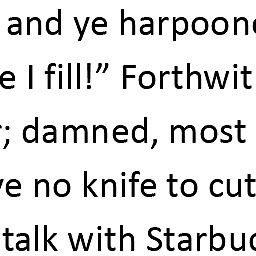 and ye harpoone
e I fill!” Forthwit
; damned, most
ve no knife to cut
talk with Starbuc